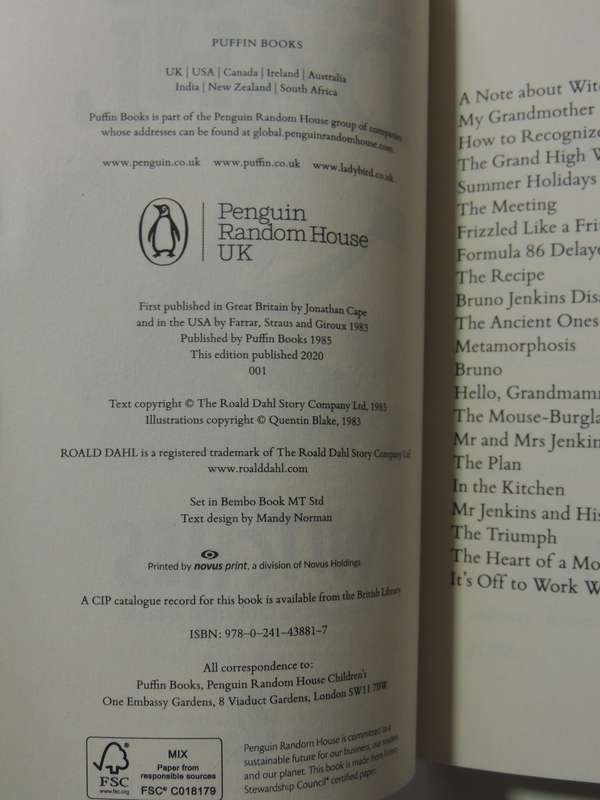 PUFFIN BOOKS
UK | USA | Canada | Ireland | Australia
India | New Zealand | South Africa
Puffin Books is part of the Penguin Random House group of companies
whose addresses can be found at global.penguinrandomhouse.com.
www.penguin.co.uk www.puffin.co.uk www.ladybird.co.uk
Penguin
Random House
UK
First published in Great Britain by Jonathan Cape
and in the USA by Farrar, Straus and Giroux 1983
Published by Puffin Books 1985
This edition published 2020
001
Text copyright © The Roald Dahl Story Company Ltd, 1983
Illustrations copyright © Quentin Blake, 1983
ROALD DAHL is a registered trademark of The Roald Dahl Story Company Ltd
www.roalddahl.com
Set in Bembo Book MT Std
Text design by Mandy Norman
Printed by novus print, a division of Novus Holdings
A CIP catalogue record for this book is available from the British Library
ISBN: 978–0–241–43881–7
All correspondence to:
Puffin Books, Penguin Random House Children's
One Embassy Gardens, 8 Viaduct Gardens, London SW11 7BW
FSC
www.fsc.org
MIX
Paper from
responsible sources
FSC® C018179
Penguin Random House is committed to a
sustainable future for our business, our readers
and our planet. This book is made from Forest
Stewardship Council® certified paper.
A Note about Witc
My Grandmother
How to Recognize
The Grand High W
Summer Holidays
The Meeting
Frizzled Like a Frit
Formula 86 Delaye
The Recipe
Bruno Jenkins Disa
The Ancient Ones
Metamorphosis
Bruno
Hello, Grandmam
The Mouse-Burgla
Mr and Mrs Jenkin
The Plan
In the Kitchen
Mr Jenkins and His
The Triumph
The Heart of a Mo
It's Off to Work W